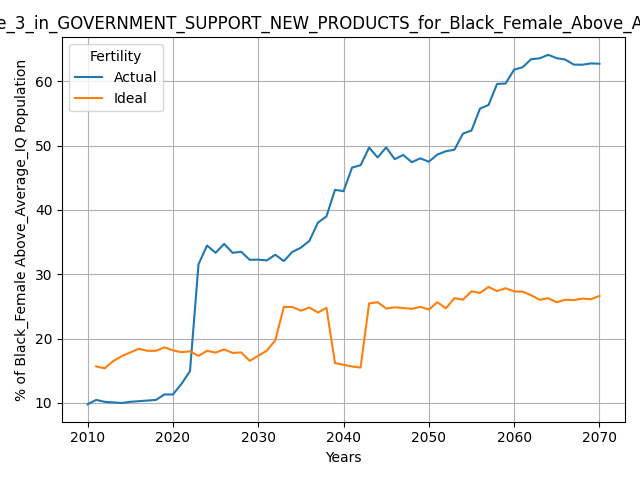 e_3_in_GOVERNMENT_SUPPORT_NEW_PRODUCTS_for_Black_Female_Above_A
Fertility
Actual
Ideal
% of Black_Female Above_Average_IQ Population
60
50
40
30
20
10
2010 2020 2030 2040 2050 2060 2070
Years